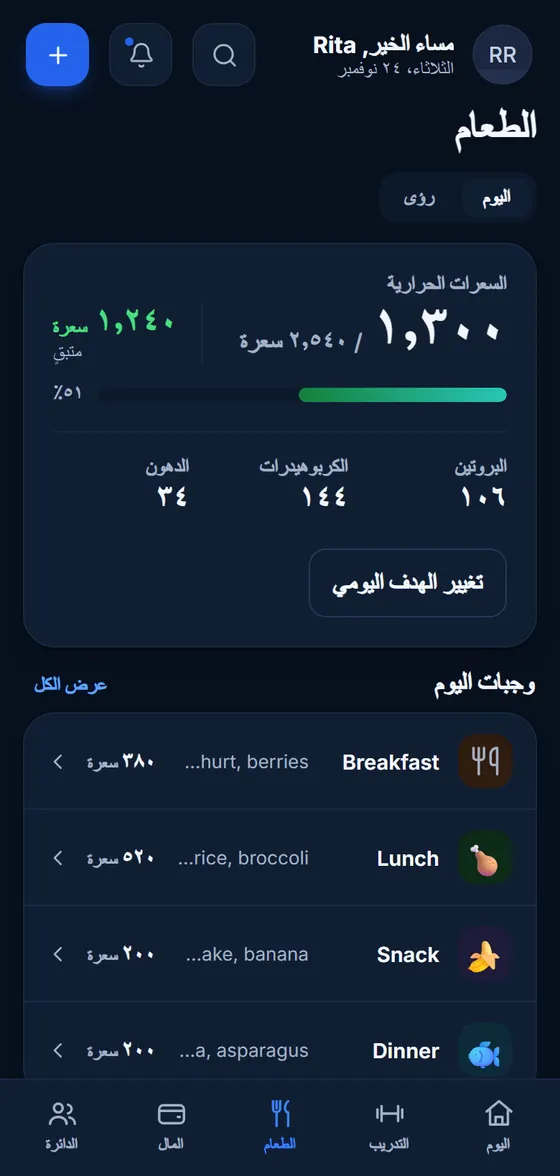 RR
مساء الخير, Rita
الثلاثاء، ٢٤ نوفمبر
الطعام
اليوم
رؤى
السعرات الحرارية
١,٣٠٠ / ٢,٥٤٠ سعرة
١,٢٤٠ سعرة
متبقٍ
٥١٪
البروتين
١٠٦
الكربوهيدرات
١٤٤
الدهون
٣٤
تغيير الهدف اليومي
وجبات اليوم
عرض الكل
Breakfast
...hurt, berries
٣٨٠ سعرة
Lunch
...rice, broccoli
٥٢٠ سعرة
Snack
...ake, banana
٢٠٠ سعرة
Dinner
...a, asparagus
٢٠٠ سعرة
اليوم
التدريب
الطعام
المال
الدائرة